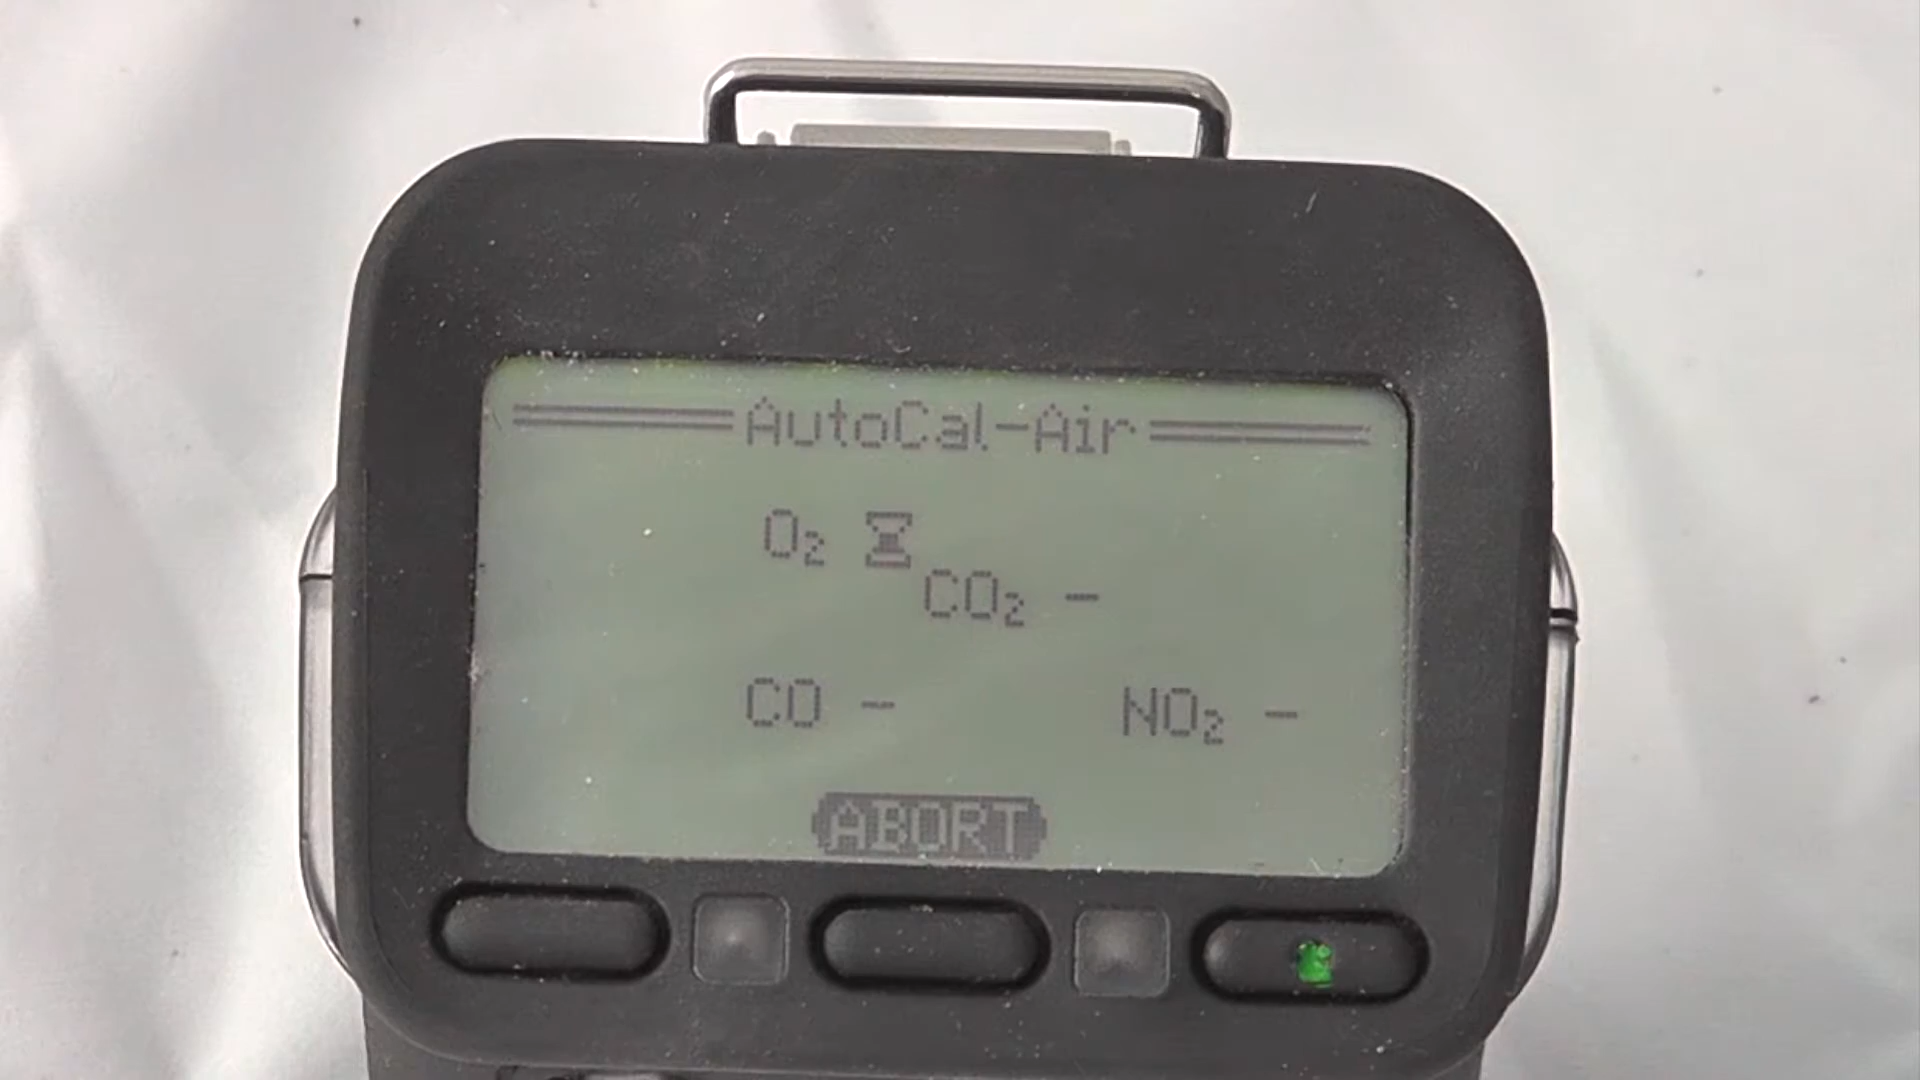 AutoCal-Air
O₂
CO₂ -
CO - NO₂ -
ABORT